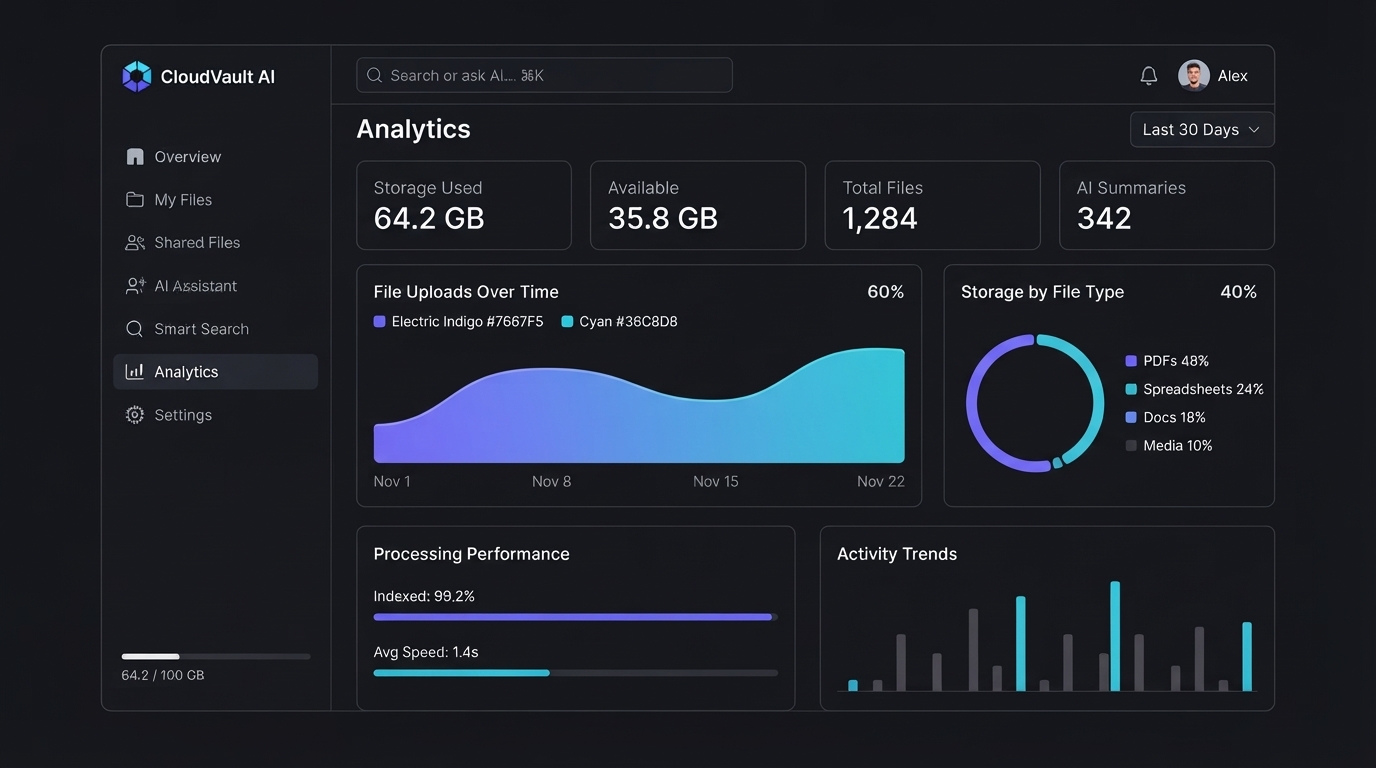 CloudVault AI
Search or ask AI.... ⌘K
Alex
Overview
My Files
Shared Files
AI Assistant
Smart Search
Analytics
Settings
64.2 / 100 GB
Analytics
Last 30 Days
Storage Used
64.2 GB
Available
35.8 GB
Total Files
1,284
AI Summaries
342
File Uploads Over Time
60%
Electric Indigo #7667F5
Cyan #36C8D8
Nov 1
Nov 8
Nov 15
Nov 22
Storage by File Type
40%
PDFs 48%
Spreadsheets 24%
Docs 18%
Media 10%
Processing Performance
Indexed: 99.2%
Avg Speed: 1.4s
Activity Trends